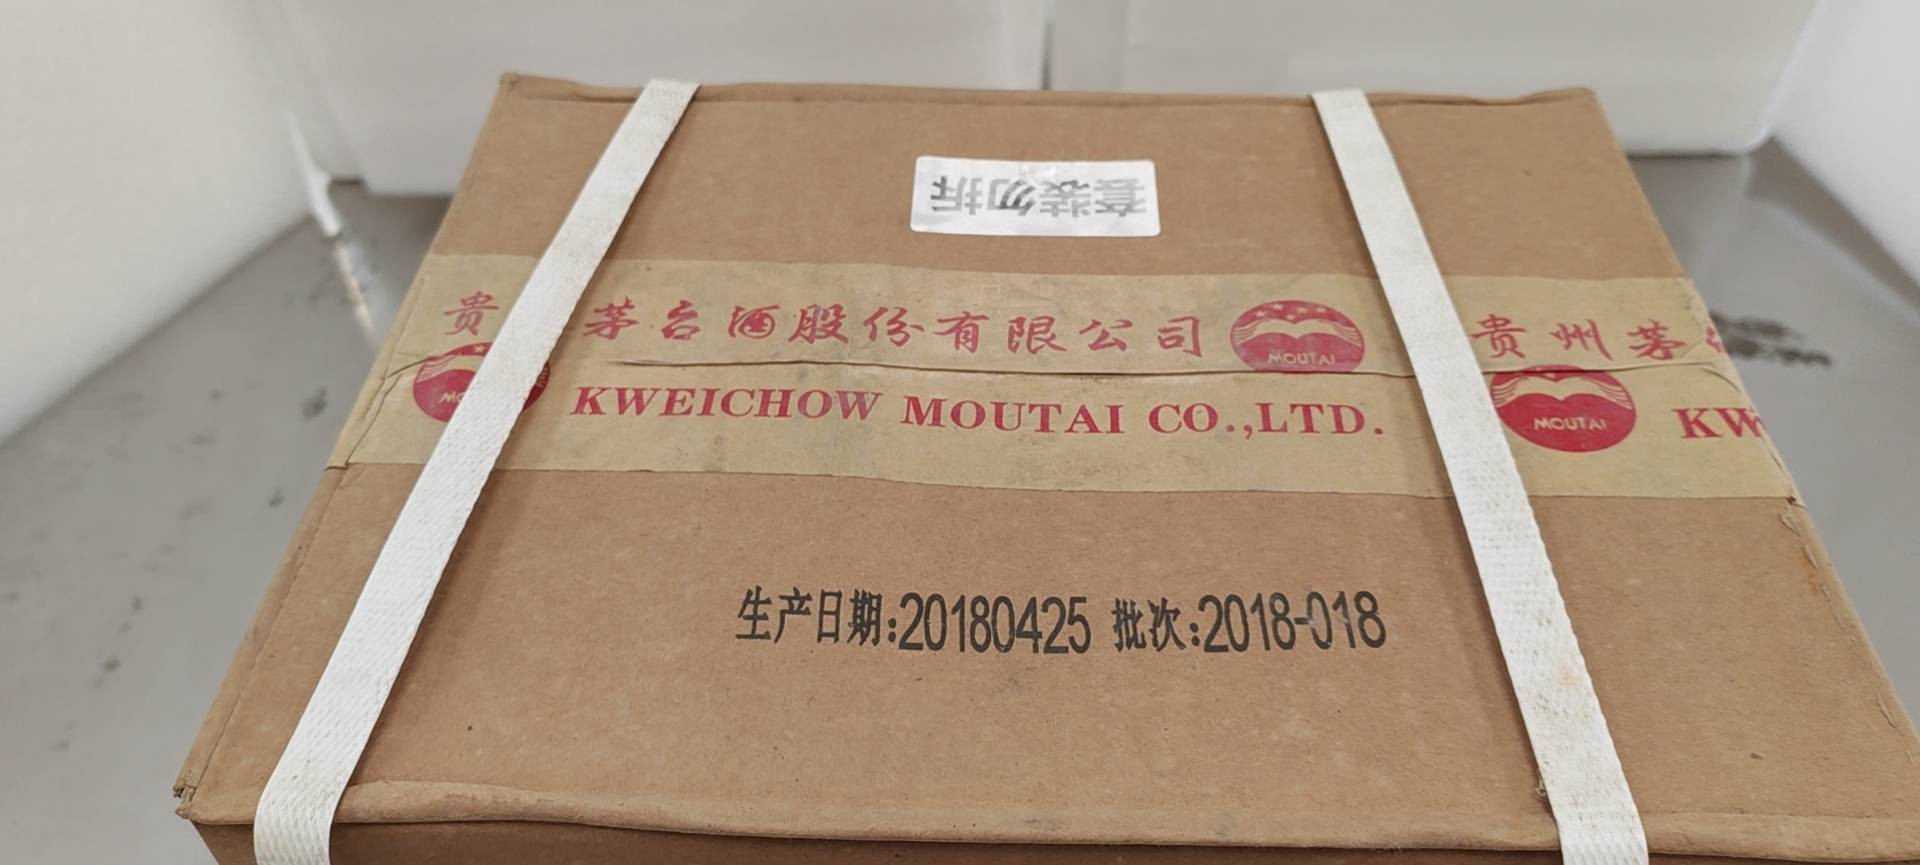 套装勿拆
贵 茅台酒股份有限公司 MOUTAI 贵州茅
KWEICHOW MOUTAI CO.,LTD. MOUTAI KW
生产日期:20180425 批次:2018-018